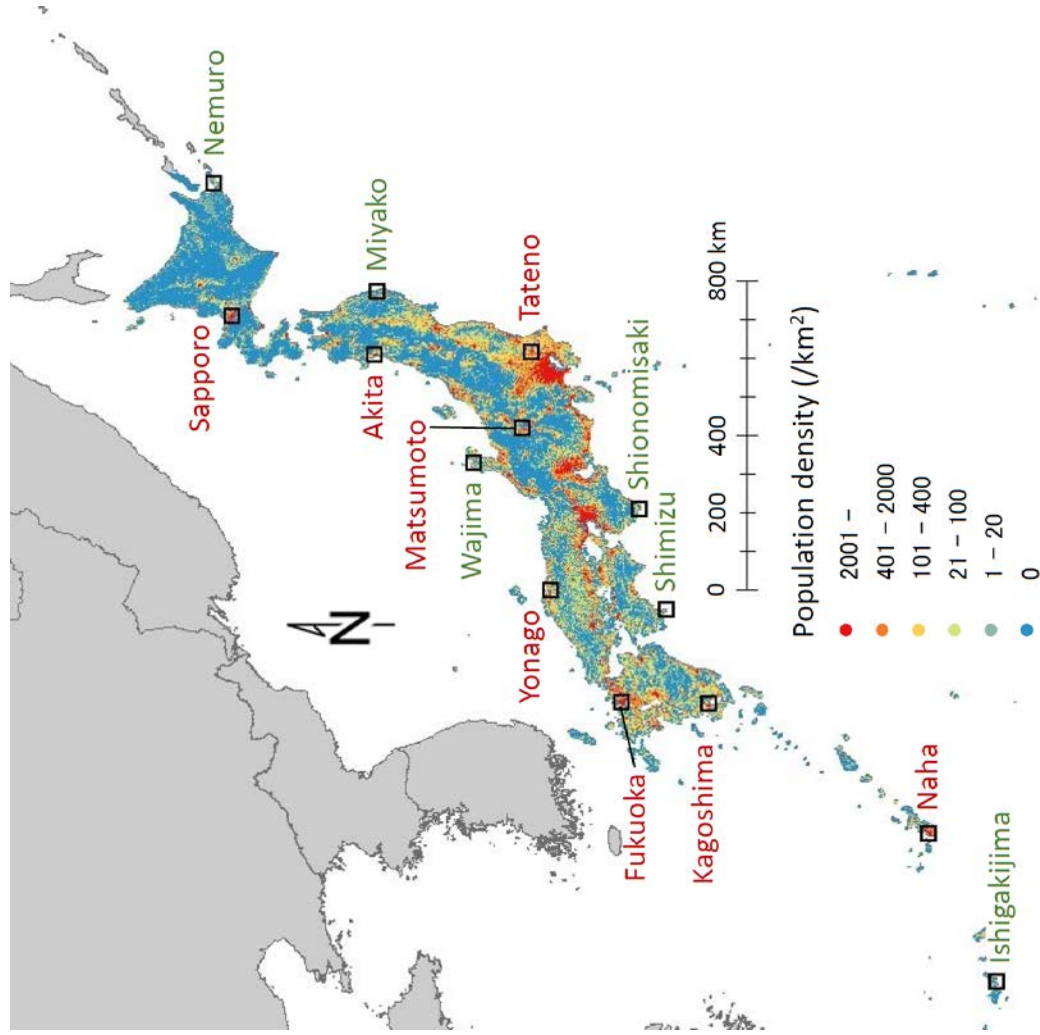 Nemuro
Sapporo
Miyako
Akita
Tateno
Matsumoto
Wajima
Shionomisaki
Shimizu
Yonago
Fukuoka
Kagoshima
Naha
Ishigakijima
N
0 200 400 800 km
Population density (/km²)
2001 –
401 – 2000
101 – 400
21 – 100
1 – 20
0